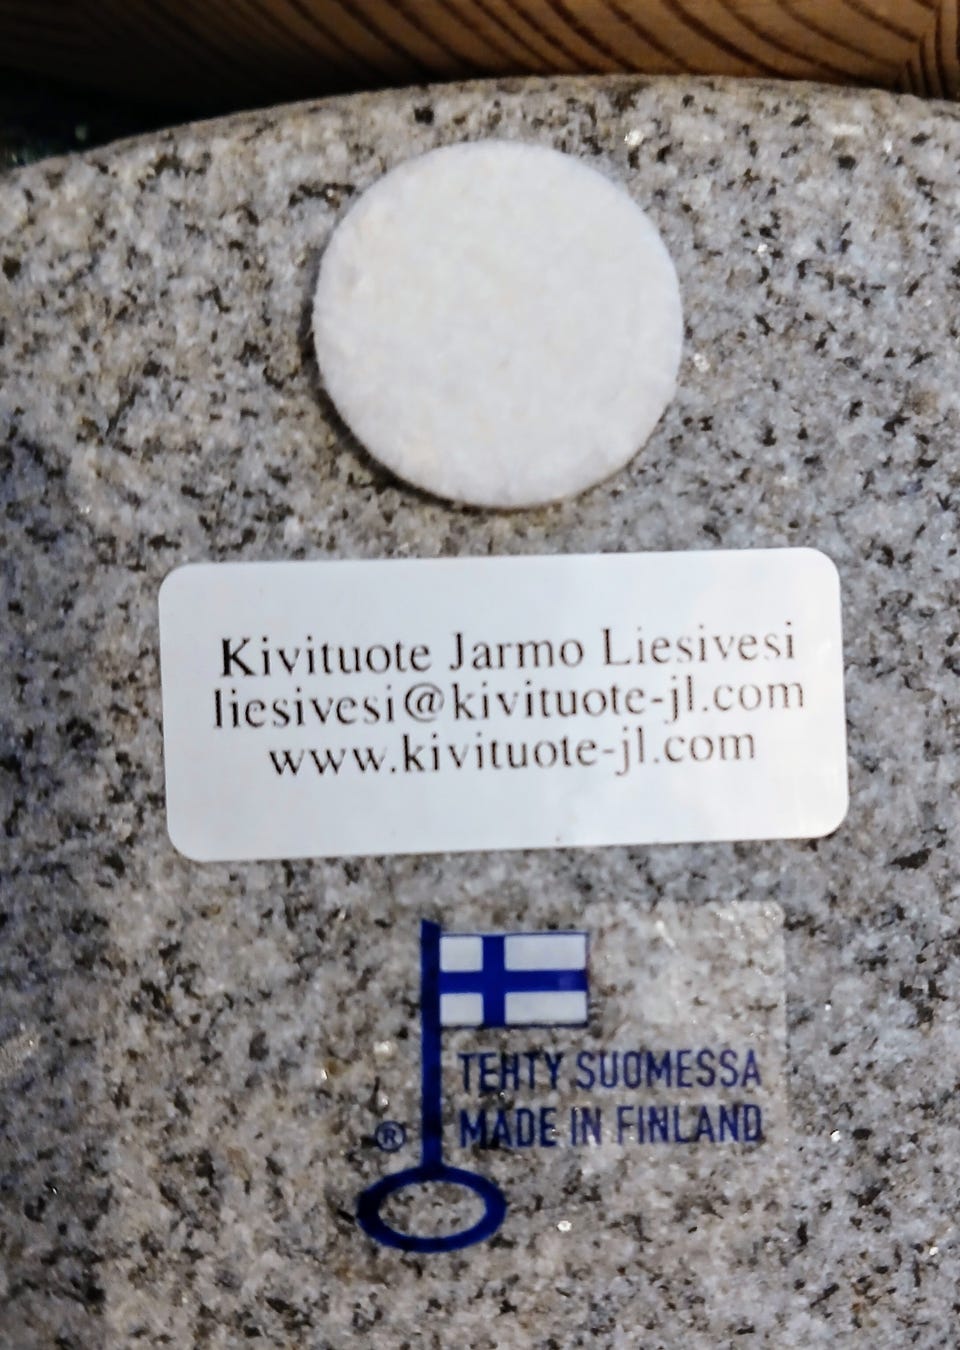 Kivituote Jarmo Liesivesi
liesivesi@kivituote-jl.com
www.kivituote-jl.com
TEHTY SUOMESSA
® MADE IN FINLAND